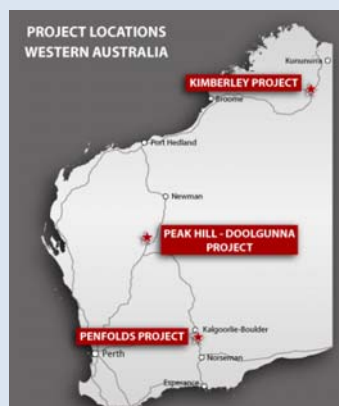 PROJECT LOCATIONS
WESTERN AUSTRALIA
Kununurra
KIMBERLEY PROJECT
Broome
Port Hedland
Newman
PEAK HILL - DOOLGUNNA
PROJECT
Kalgoorlie-Boulder
PENFOLDS PROJECT
Perth
Norseman
Esperance